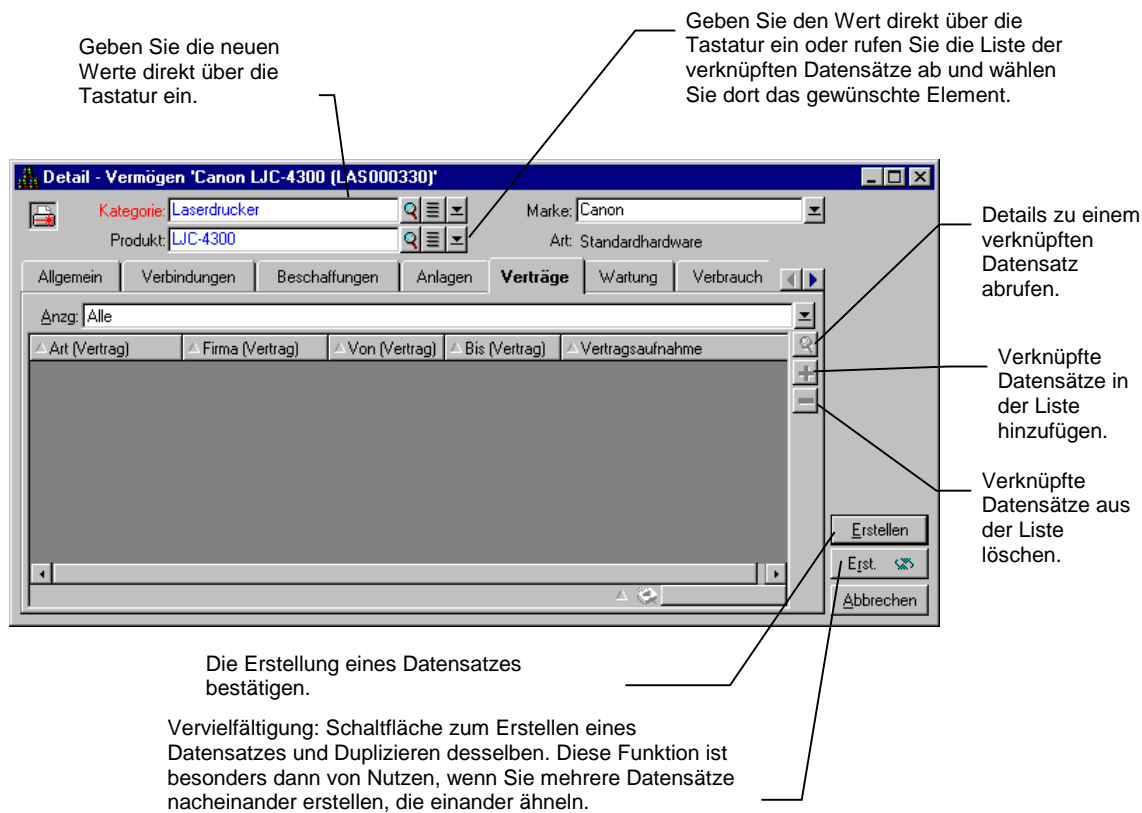 Geben Sie die neuen
Werte direkt über die
Tastatur ein.
Geben Sie den Wert direkt über die
Tastatur ein oder rufen Sie die Liste der
verknüpften Datensätze ab und wählen
Sie dort das gewünschte Element.
Detail - Vermögen 'Canon LJC-4300 (LAS000330)'
Kategorie: Laserdrucker Marke: Canon
Produkt: LJC-4300 Art: Standardhardware
Allgemein Verbindungen Beschaffungen Anlagen Verträge Wartung Verbrauch
Anzg: Alle
Art (Vertrag) Firma (Vertrag) Von (Vertrag) Bis (Vertrag) Vertragsaufnahme
Erstellen
Erst.
Abbrechen
Details zu einem
verknüpften
Datensatz
abrufen.
Verknüpfte
Datensätze in
der Liste
hinzufügen.
Verknüpfte
Datensätze aus
der Liste
löschen.
Die Erstellung eines Datensatzes
bestätigen.
Vervielfältigung: Schaltfläche zum Erstellen eines
Datensatzes und Duplizieren desselben. Diese Funktion ist
besonders dann von Nutzen, wenn Sie mehrere Datensätze
nacheinander erstellen, die einander ähneln.